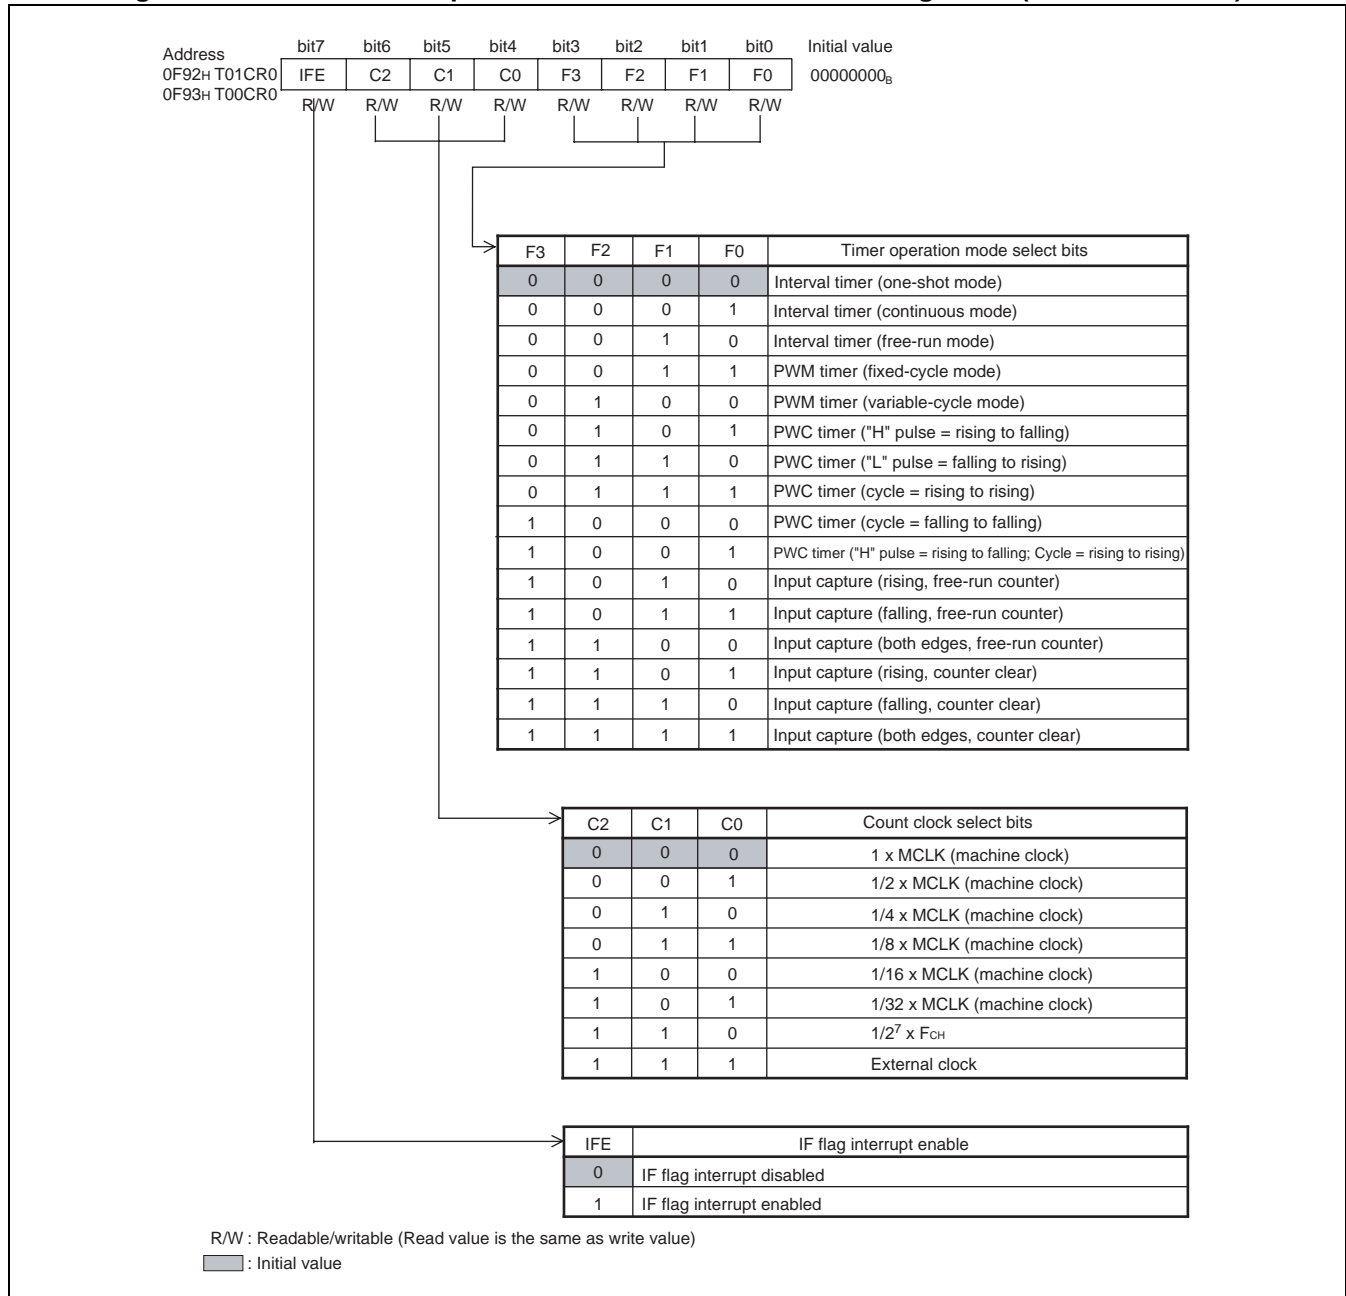 bit7 bit6 bit5 bit4 bit3 bit2 bit1 bit0 Initial value
Address
0F92H T01CR0 IFE C2 C1 C0 F3 F2 F1 F0 00000000B
0F93H T00CR0 R/W R/W R/W R/W R/W R/W R/W R/W
F3 F2 F1 F0 Timer operation mode select bits
0 0 0 0 Interval timer (one-shot mode)
0 0 0 1 Interval timer (continuous mode)
0 0 1 0 Interval timer (free-run mode)
0 0 1 1 PWM timer (fixed-cycle mode)
0 1 0 0 PWM timer (variable-cycle mode)
0 1 0 1 PWC timer ("H" pulse = rising to falling)
0 1 1 0 PWC timer ("L" pulse = falling to rising)
0 1 1 1 PWC timer (cycle = rising to rising)
1 0 0 0 PWC timer (cycle = falling to falling)
1 0 0 1 PWC timer ("H" pulse = rising to falling; Cycle = rising to rising)
1 0 1 0 Input capture (rising, free-run counter)
1 0 1 1 Input capture (falling, free-run counter)
1 1 0 0 Input capture (both edges, free-run counter)
1 1 0 1 Input capture (rising, counter clear)
1 1 1 0 Input capture (falling, counter clear)
1 1 1 1 Input capture (both edges, counter clear)
C2 C1 C0 Count clock select bits
0 0 0 1 x MCLK (machine clock)
0 0 1 1/2 x MCLK (machine clock)
0 1 0 1/4 x MCLK (machine clock)
0 1 1 1/8 x MCLK (machine clock)
1 0 0 1/16 x MCLK (machine clock)
1 0 1 1/32 x MCLK (machine clock)
1 1 0 1/2⁷ x FCH
1 1 1 External clock
IFE IF flag interrupt enable
0 IF flag interrupt disabled
1 IF flag interrupt enabled
R/W : Readable/writable (Read value is the same as write value)
: Initial value